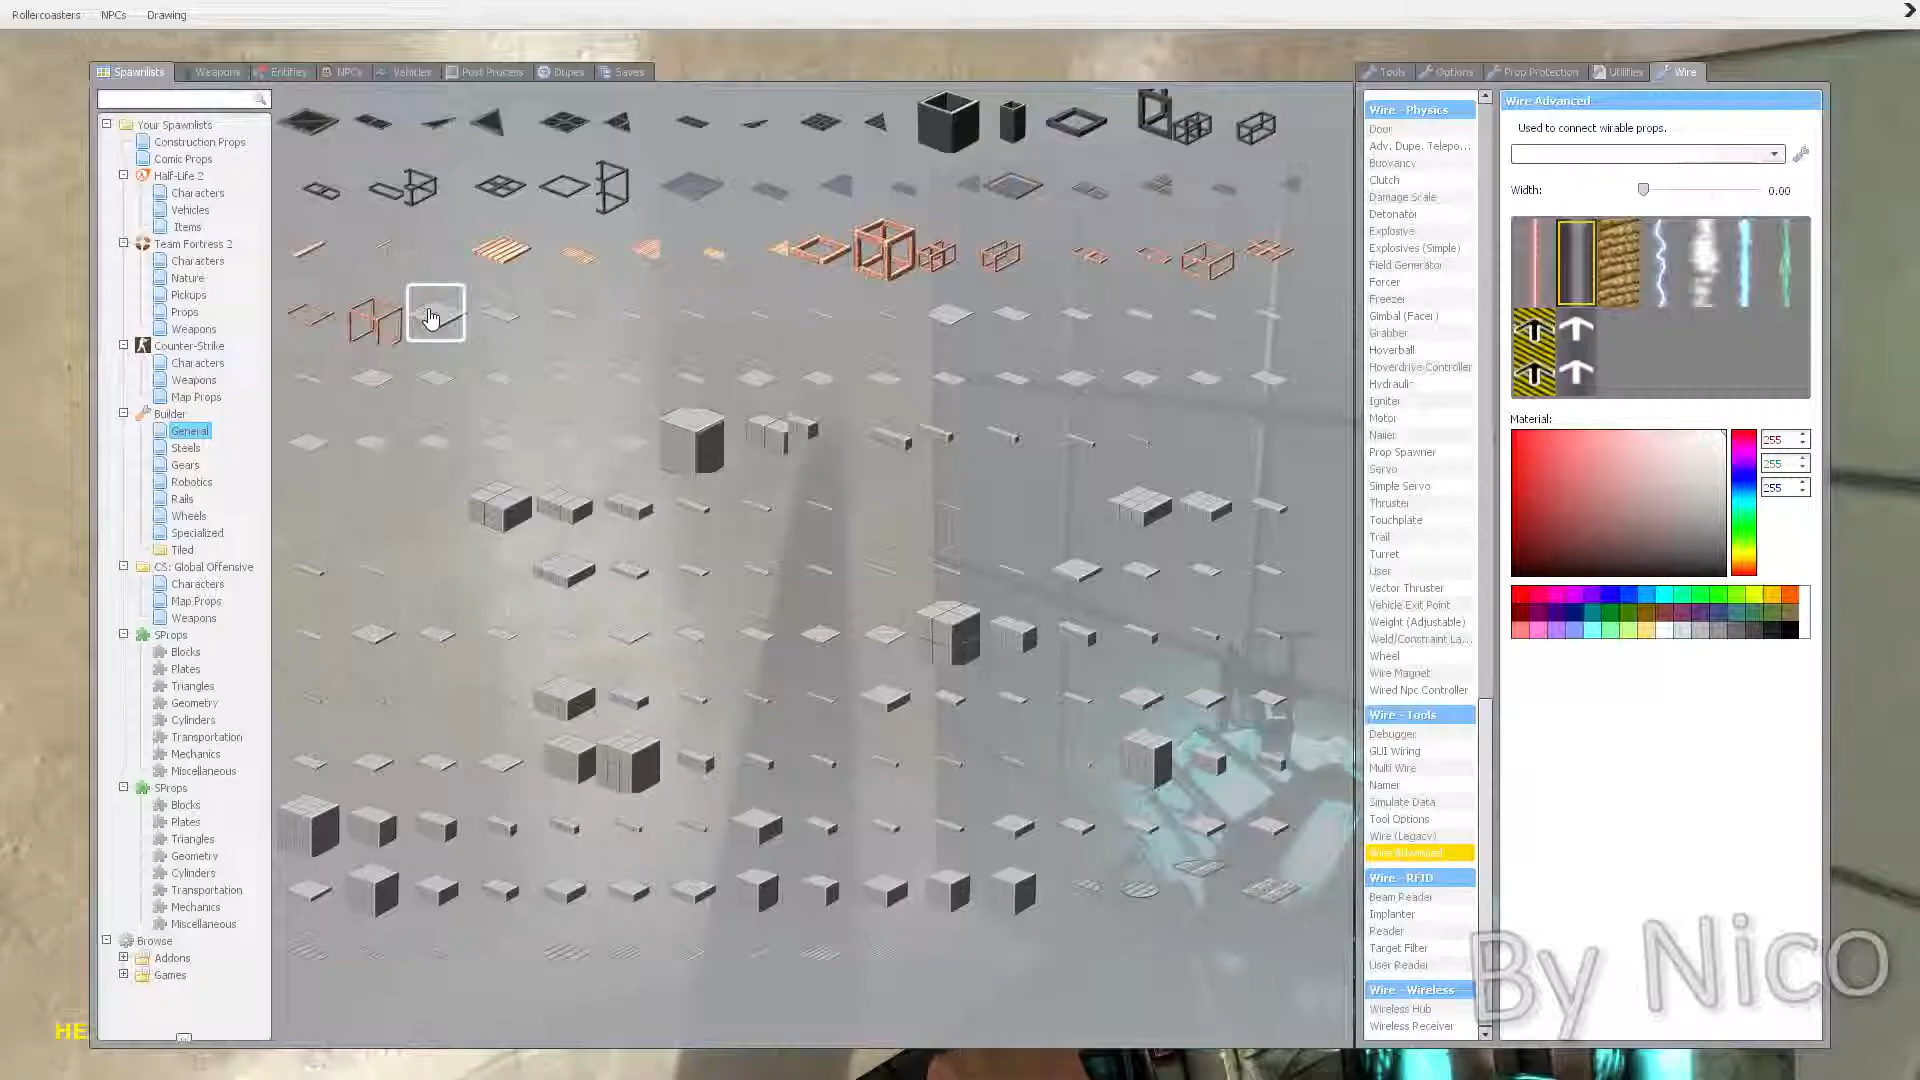 Rollercoasters NPCs Drawing
Spawnlists Weapons Entities NPCs Vehicles Post Process Dupes Saves
Tools Options Prop Protection Utilities Wire
Your Spawnlists
Construction Props
Comic Props
Half-Life 2
Characters
Vehicles
Items
Team Fortress 2
Characters
Nature
Pickups
Props
Weapons
Counter-Strike
Characters
Weapons
Map Props
Builder
General
Steels
Gears
Robotics
Rails
Wheels
Specialized
Tiled
CS: Global Offensive
Characters
Map Props
Weapons
SProps
Blocks
Plates
Triangles
Geometry
Cylinders
Transportation
Mechanics
Miscellaneous
SProps
Blocks
Plates
Triangles
Geometry
Cylinders
Transportation
Mechanics
Miscellaneous
Browse
Addons
Games
HE
Wire - Physics
Door
Adv. Dupe. Telepo...
Buoyancy
Clutch
Damage Scale
Detonator
Explosive
Explosives (Simple)
Field Generator
Forcer
Freezer
Gimbal (Facer)
Grabber
Hoverball
Hoverdrive Controller
Hydraulic
Igniter
Motor
Nailer
Prop Spawner
Servo
Simple Servo
Thruster
Touchplate
Trail
Turret
User
Vector Thruster
Vehicle Exit Point
Weight (Adjustable)
Weld/Constraint La...
Wheel
Wire Magnet
Wired Npc Controller
Wire - Tools
Debugger
GUI Wiring
Multi Wire
Namer
Simulate Data
Tool Options
Wire (Legacy)
Wire Advanced
Wire - RFID
Beam Reader
Implanter
Reader
Target Filter
User Reader
Wire - Wireless
Wireless Hub
Wireless Receiver
Wire Advanced
Used to connect wirable props.
Width: 0.00
Material:
255
255
255
By Nico